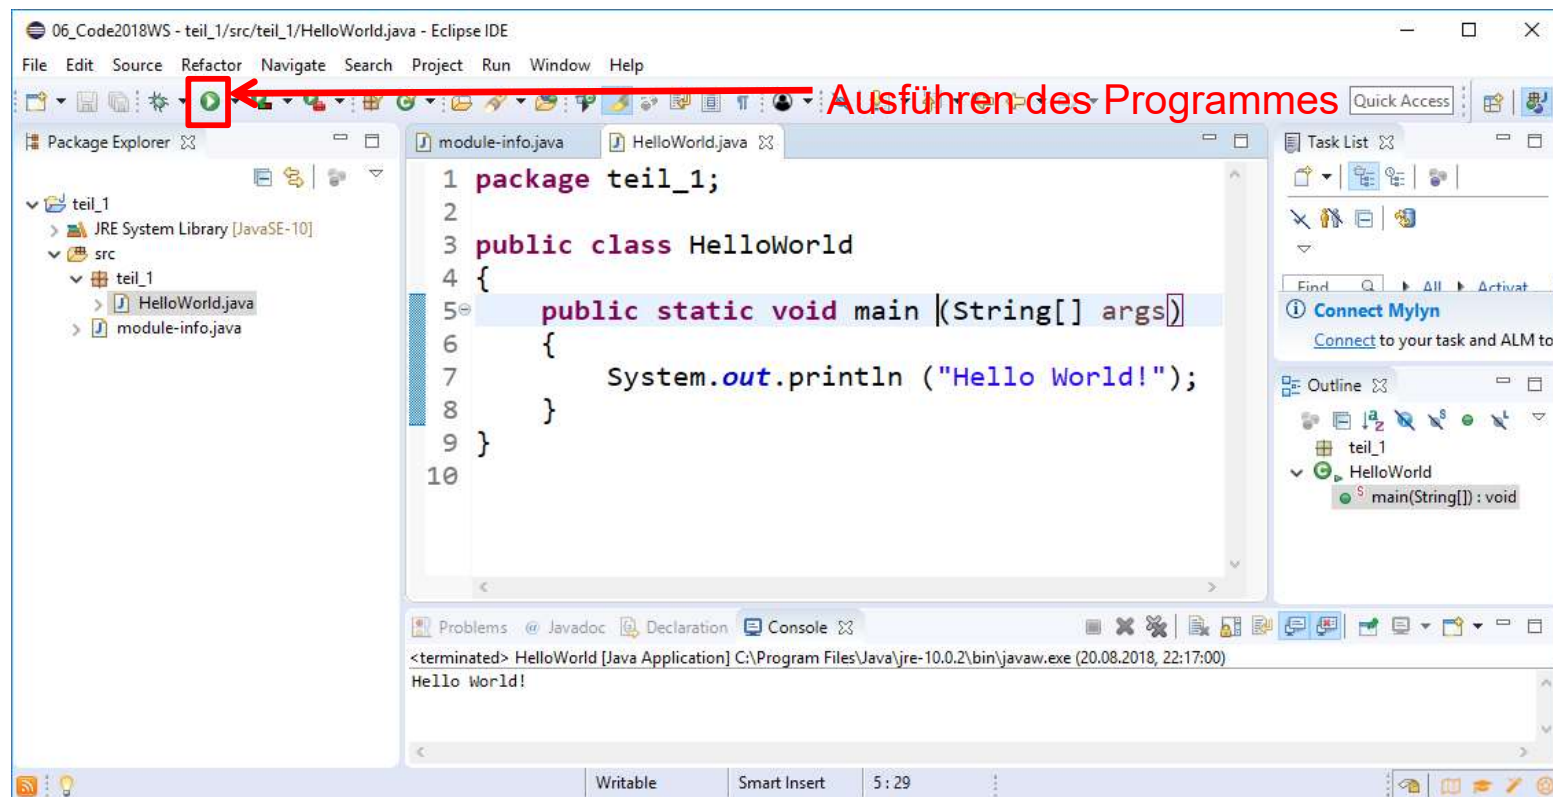 06_Code2018WS - teil_1/src/teil_1/HelloWorld.java - Eclipse IDE
File Edit Source Refactor Navigate Search Project Run Window Help
Ausführen des Programmes
Quick Access
Package Explorer
teil_1
JRE System Library [JavaSE-10]
src
teil_1
HelloWorld.java
module-info.java
module-info.java HelloWorld.java
1 package teil_1;
2
3 public class HelloWorld
4 {
5 public static void main (String[] args)
6 {
7 System.out.println ("Hello World!");
8 }
9 }
10
Task List
Find All Activat
Connect Mylyn
Connect to your task and ALM to
Outline
teil_1
HelloWorld
main(String[]) : void
Problems @ Javadoc Declaration Console
<terminated> HelloWorld [Java Application] C:\Program Files\Java\jre-10.0.2\bin\javaw.exe (20.08.2018, 22:17:00)
Hello World!
Writable Smart Insert 5 : 29